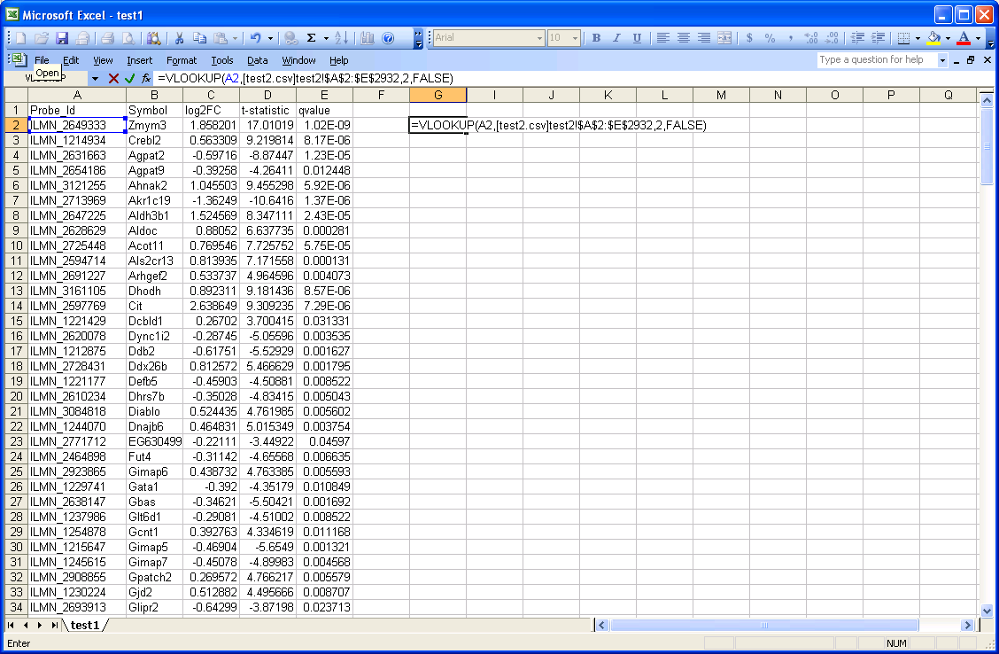 Microsoft Excel - test1
Arial 10 B I U $ % ,
File Edit View Insert Format Tools Data Window Help Type a question for help
Open
VLOOKUP fx =VLOOKUP(A2,[test2.csv]test2!$A$2:$E$2932,2,FALSE)
A B C D E F G H I J K L M N O P Q
1 Probe_Id Symbol log2FC t-statistic qvalue
2 ILMN_2649333 Zmym3 1.858201 17.01019 1.02E-09 =VLOOKUP(A2,[test2.csv]test2!$A$2:$E$2932,2,FALSE)
3 ILMN_1214934 Crebl2 0.563309 9.219814 8.17E-06
4 ILMN_2631663 Agpat2 -0.59716 -8.87447 1.23E-05
5 ILMN_2654186 Agpat9 -0.39258 -4.26411 0.012448
6 ILMN_3121255 Ahnak2 1.045503 9.455298 5.92E-06
7 ILMN_2713969 Akr1c19 -1.36249 -10.6416 1.37E-06
8 ILMN_2647225 Aldh3b1 1.524569 8.347111 2.43E-05
9 ILMN_2628629 Aldoc 0.88052 6.637735 0.000281
10 ILMN_2725448 Acot11 0.769546 7.725752 5.75E-05
11 ILMN_2594714 Als2cr13 0.813935 7.171558 0.000131
12 ILMN_2691227 Arhgef2 0.533737 4.964596 0.004073
13 ILMN_3161105 Dhodh 0.892311 9.181436 8.57E-06
14 ILMN_2597769 Cit 2.638649 9.309235 7.29E-06
15 ILMN_1221429 Dcbld1 0.26702 3.700415 0.031331
16 ILMN_2620078 Dync1i2 -0.28745 -5.05596 0.003535
17 ILMN_1212875 Ddb2 -0.61751 -5.52929 0.001627
18 ILMN_2728431 Ddx26b 0.812572 5.466629 0.001795
19 ILMN_1221177 Defb5 -0.45903 -4.50881 0.008522
20 ILMN_2610234 Dhrs7b -0.35028 -4.83415 0.005043
21 ILMN_3084818 Diablo 0.524435 4.761985 0.005602
22 ILMN_1244070 Dnajb6 0.464831 5.015349 0.003754
23 ILMN_2771712 EG630499 -0.22111 -3.44922 0.04597
24 ILMN_2464898 Fut4 -0.31142 -4.65568 0.006635
25 ILMN_2923865 Gimap6 0.438732 4.763385 0.005593
26 ILMN_1229741 Gata1 -0.392 -4.35179 0.010849
27 ILMN_2638147 Gbas -0.34621 -5.50421 0.001692
28 ILMN_1237986 Glt6d1 -0.29081 -4.51002 0.008522
29 ILMN_1254878 Gcnt1 0.392763 4.334619 0.011168
30 ILMN_1215647 Gimap5 -0.46904 -5.6549 0.001321
31 ILMN_1245615 Gimap7 -0.45078 -4.89983 0.004568
32 ILMN_2908855 Gpatch2 0.269572 4.766217 0.005579
33 ILMN_1230224 Gjd2 0.512882 4.495666 0.008707
34 ILMN_2693913 Glipr2 -0.64299 -3.87198 0.023713
test1
Enter NUM